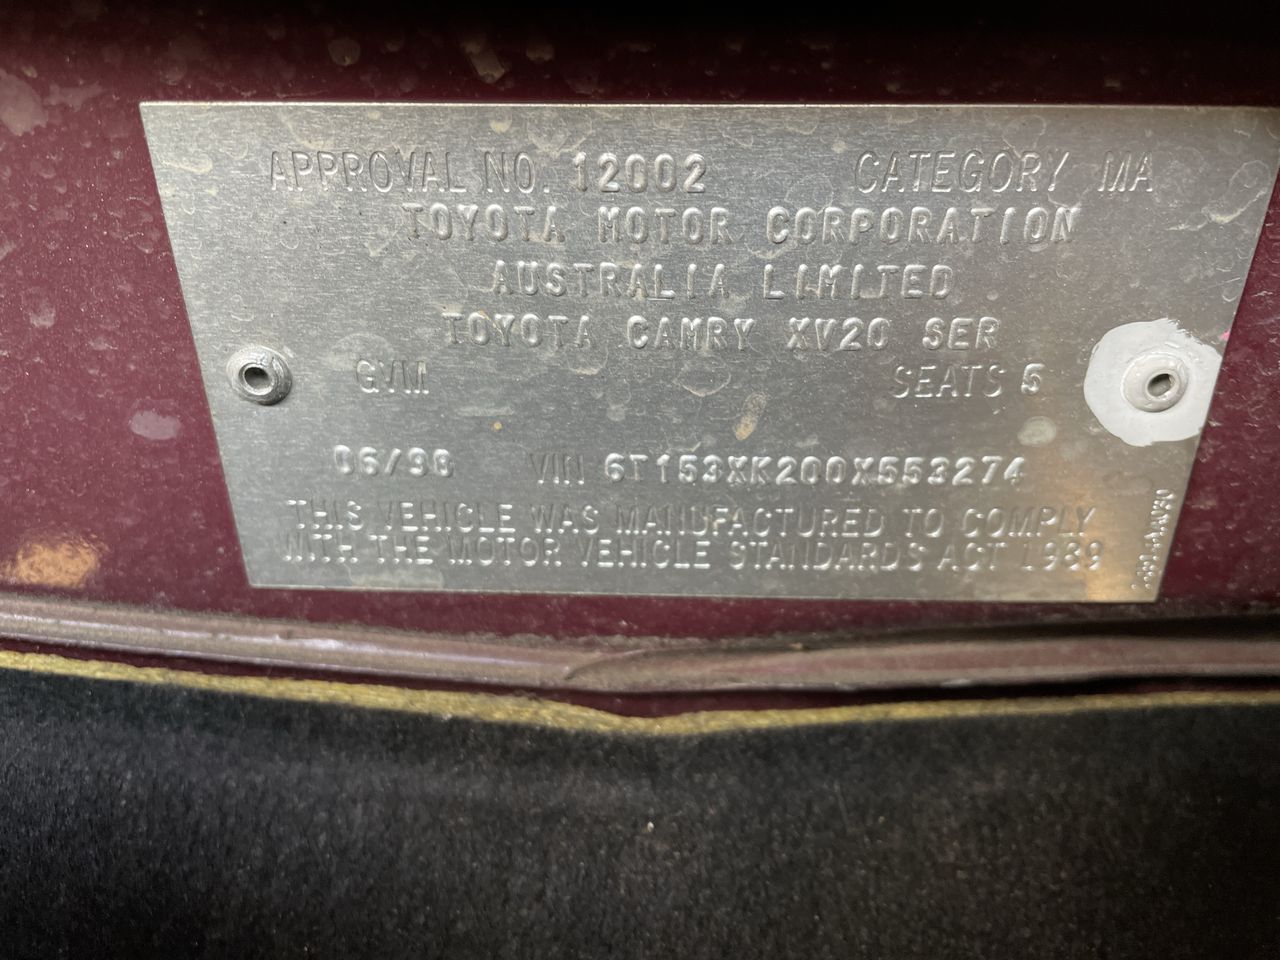 APPROVAL NO. 12002 CATEGORY MA
TOYOTA MOTOR CORPORATION
AUSTRALIA LIMITED
TOYOTA CAMRY XV20 SER
GVM SEATS 5
06/98 VIN 6T153XK200X553274
THIS VEHICLE WAS MANUFACTURED TO COMPLY
WITH THE MOTOR VEHICLE STANDARDS ACT 1989